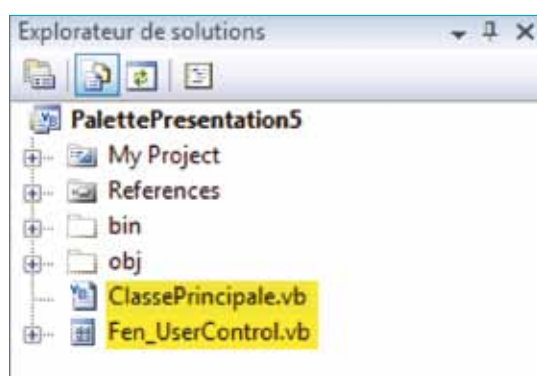 Explorateur de solutions
PalettePresentation5
My Project
References
bin
obj
ClassePrincipale.vb
Fen_UserControl.vb